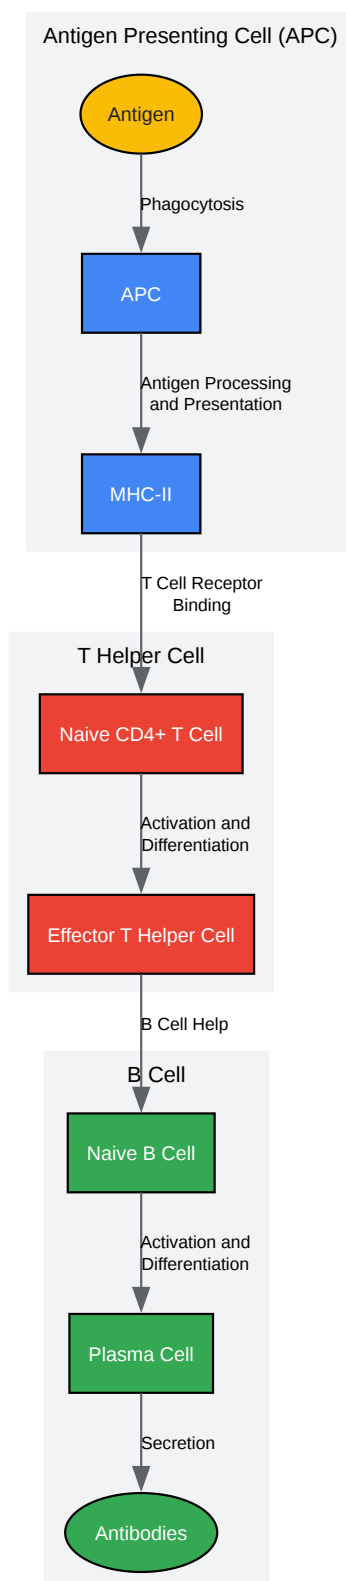 Antigen Presenting Cell (APC)
Antigen
Phagocytosis
APC
Antigen Processing
and Presentation
MHC-II
T Cell Receptor
Binding
T Helper Cell
Naive CD4+ T Cell
Activation and
Differentiation
Effector T Helper Cell
B Cell Help
B Cell
Naive B Cell
Activation and
Differentiation
Plasma Cell
Secretion
Antibodies